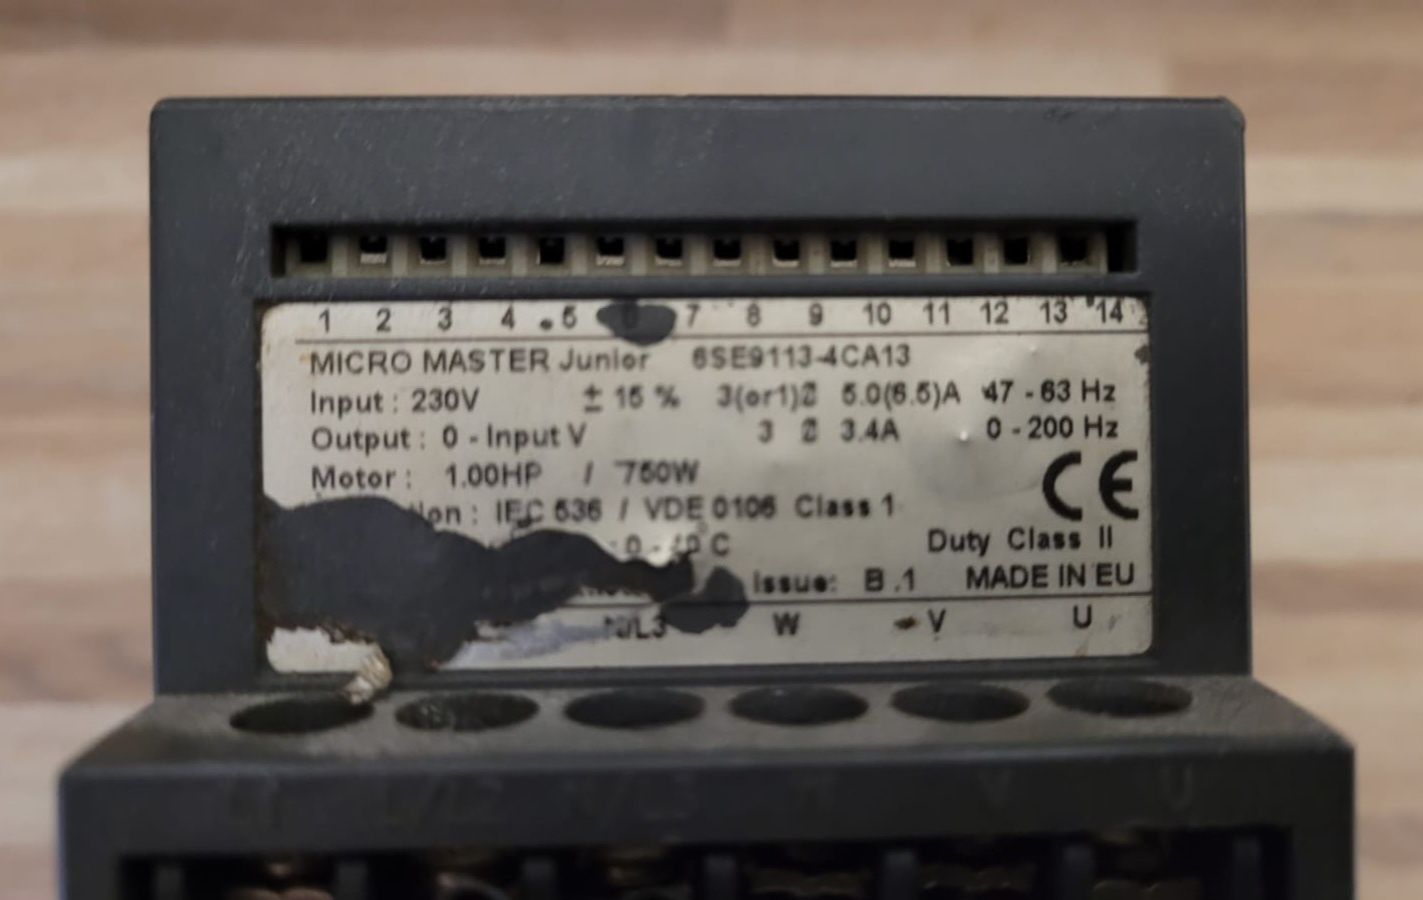 1 2 3 4 5 6 7 8 9 10 11 12 13 14
MICRO MASTER Junior 6SE9113-4CA13
Input : 230V ± 15 % 3(or1)Ø 5.0(6.5)A 47 - 63 Hz
Output : 0 - Input V 3 Ø 3.4A 0 - 200 Hz
Motor : 1.00HP / 750W
CE
: IEC 536 / VDE 0106 Class 1
0 - 40°C Duty Class II
Issue: B.1 MADE IN EU
N/L3 W V U